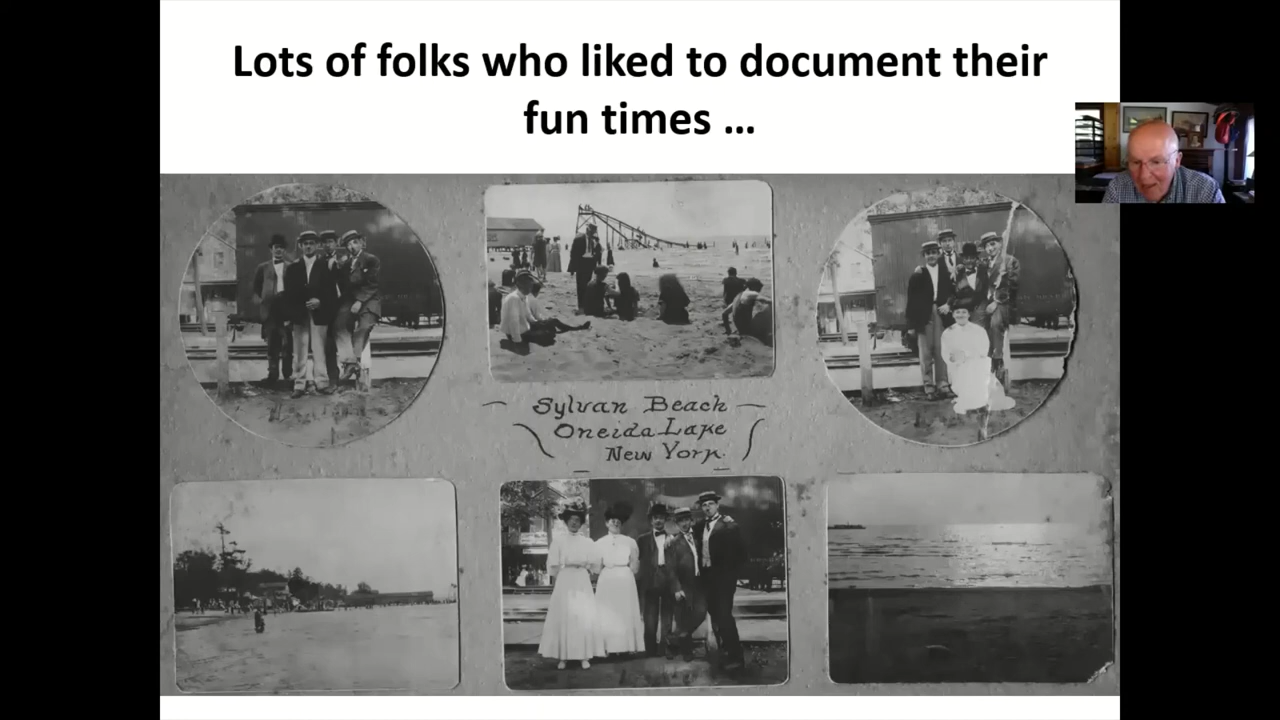 Lots of folks who liked to document their
fun times ...
Sylvan Beach
Oneida Lake
New York.